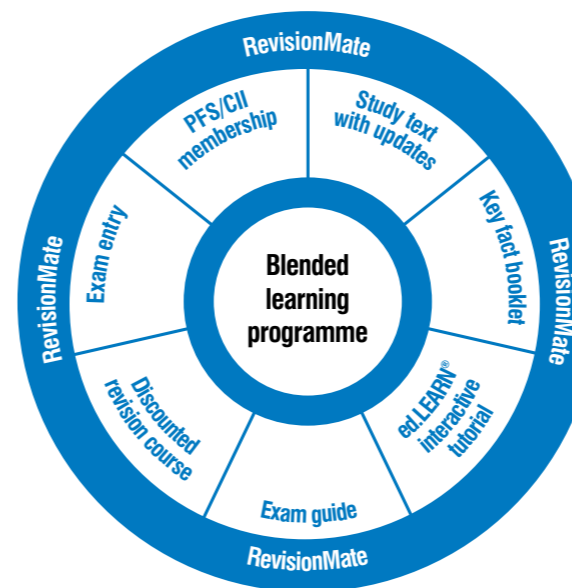 RevisionMate
PFS/CII
membership
Study text
with updates
Exam entry
Key fact booklet
RevisionMate
Blended
learning
programme
RevisionMate
Discounted
revision course
ed.LEARN®
interactive
tutorial
Exam guide
RevisionMate